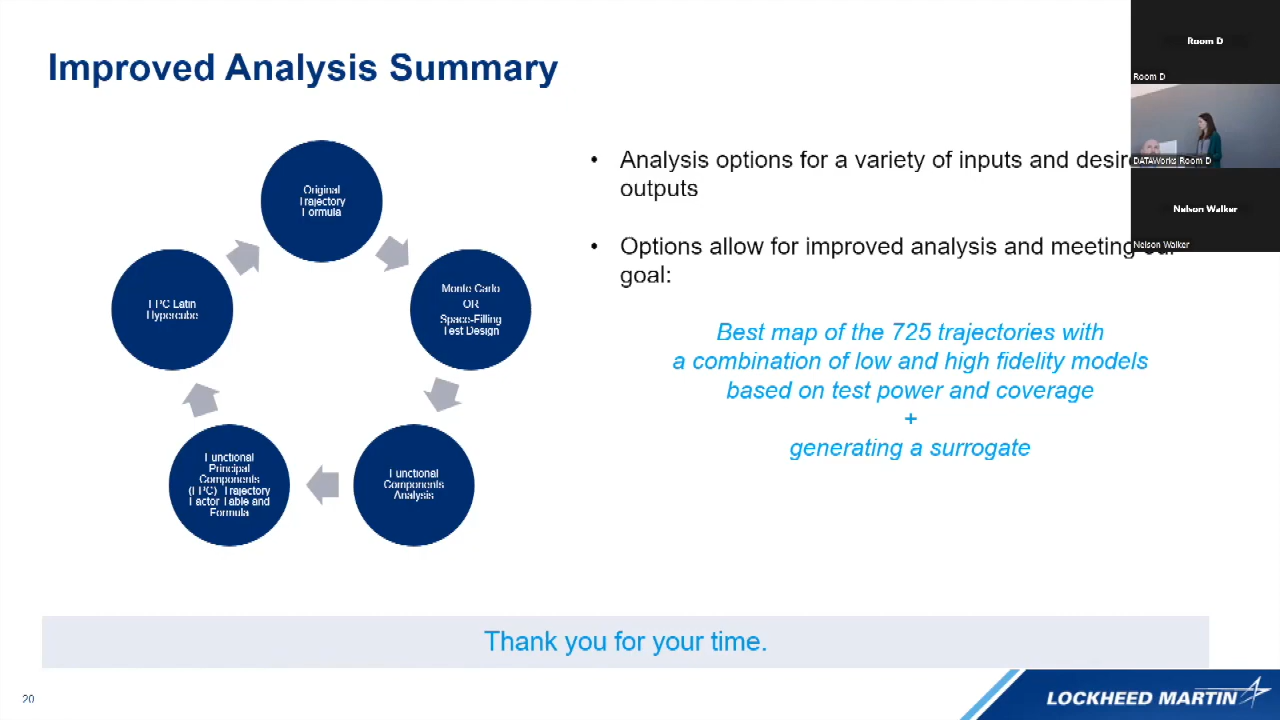 Improved Analysis Summary
Original
Trajectory
Formula
Monte Carlo
OR
Space-Filling
Test Design
Functional
Components
Analysis
Functional
Principal
Components
(FPC) Trajectory
Factor Table and
Formula
FPC Latin
Hypercube
• Analysis options for a variety of inputs and
outputs
• Options allow for improved analysis and meeting
goal:
Best map of the 725 trajectories with
a combination of low and high fidelity models
based on test power and coverage
+
generating a surrogate
Thank you for your time.
20
LOCKHEED MARTIN
Room D
Room D
DATAWorks Room D
Nelson Walker
Nelson Walker